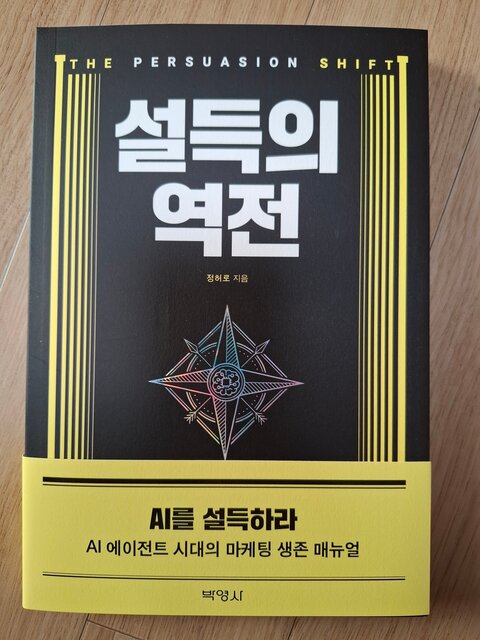 THE PERSUASION SHIFT
설득의
역전
정허로 지음
AI를 설득하라
AI 에이전트 시대의 마케팅 생존 매뉴얼
박영사